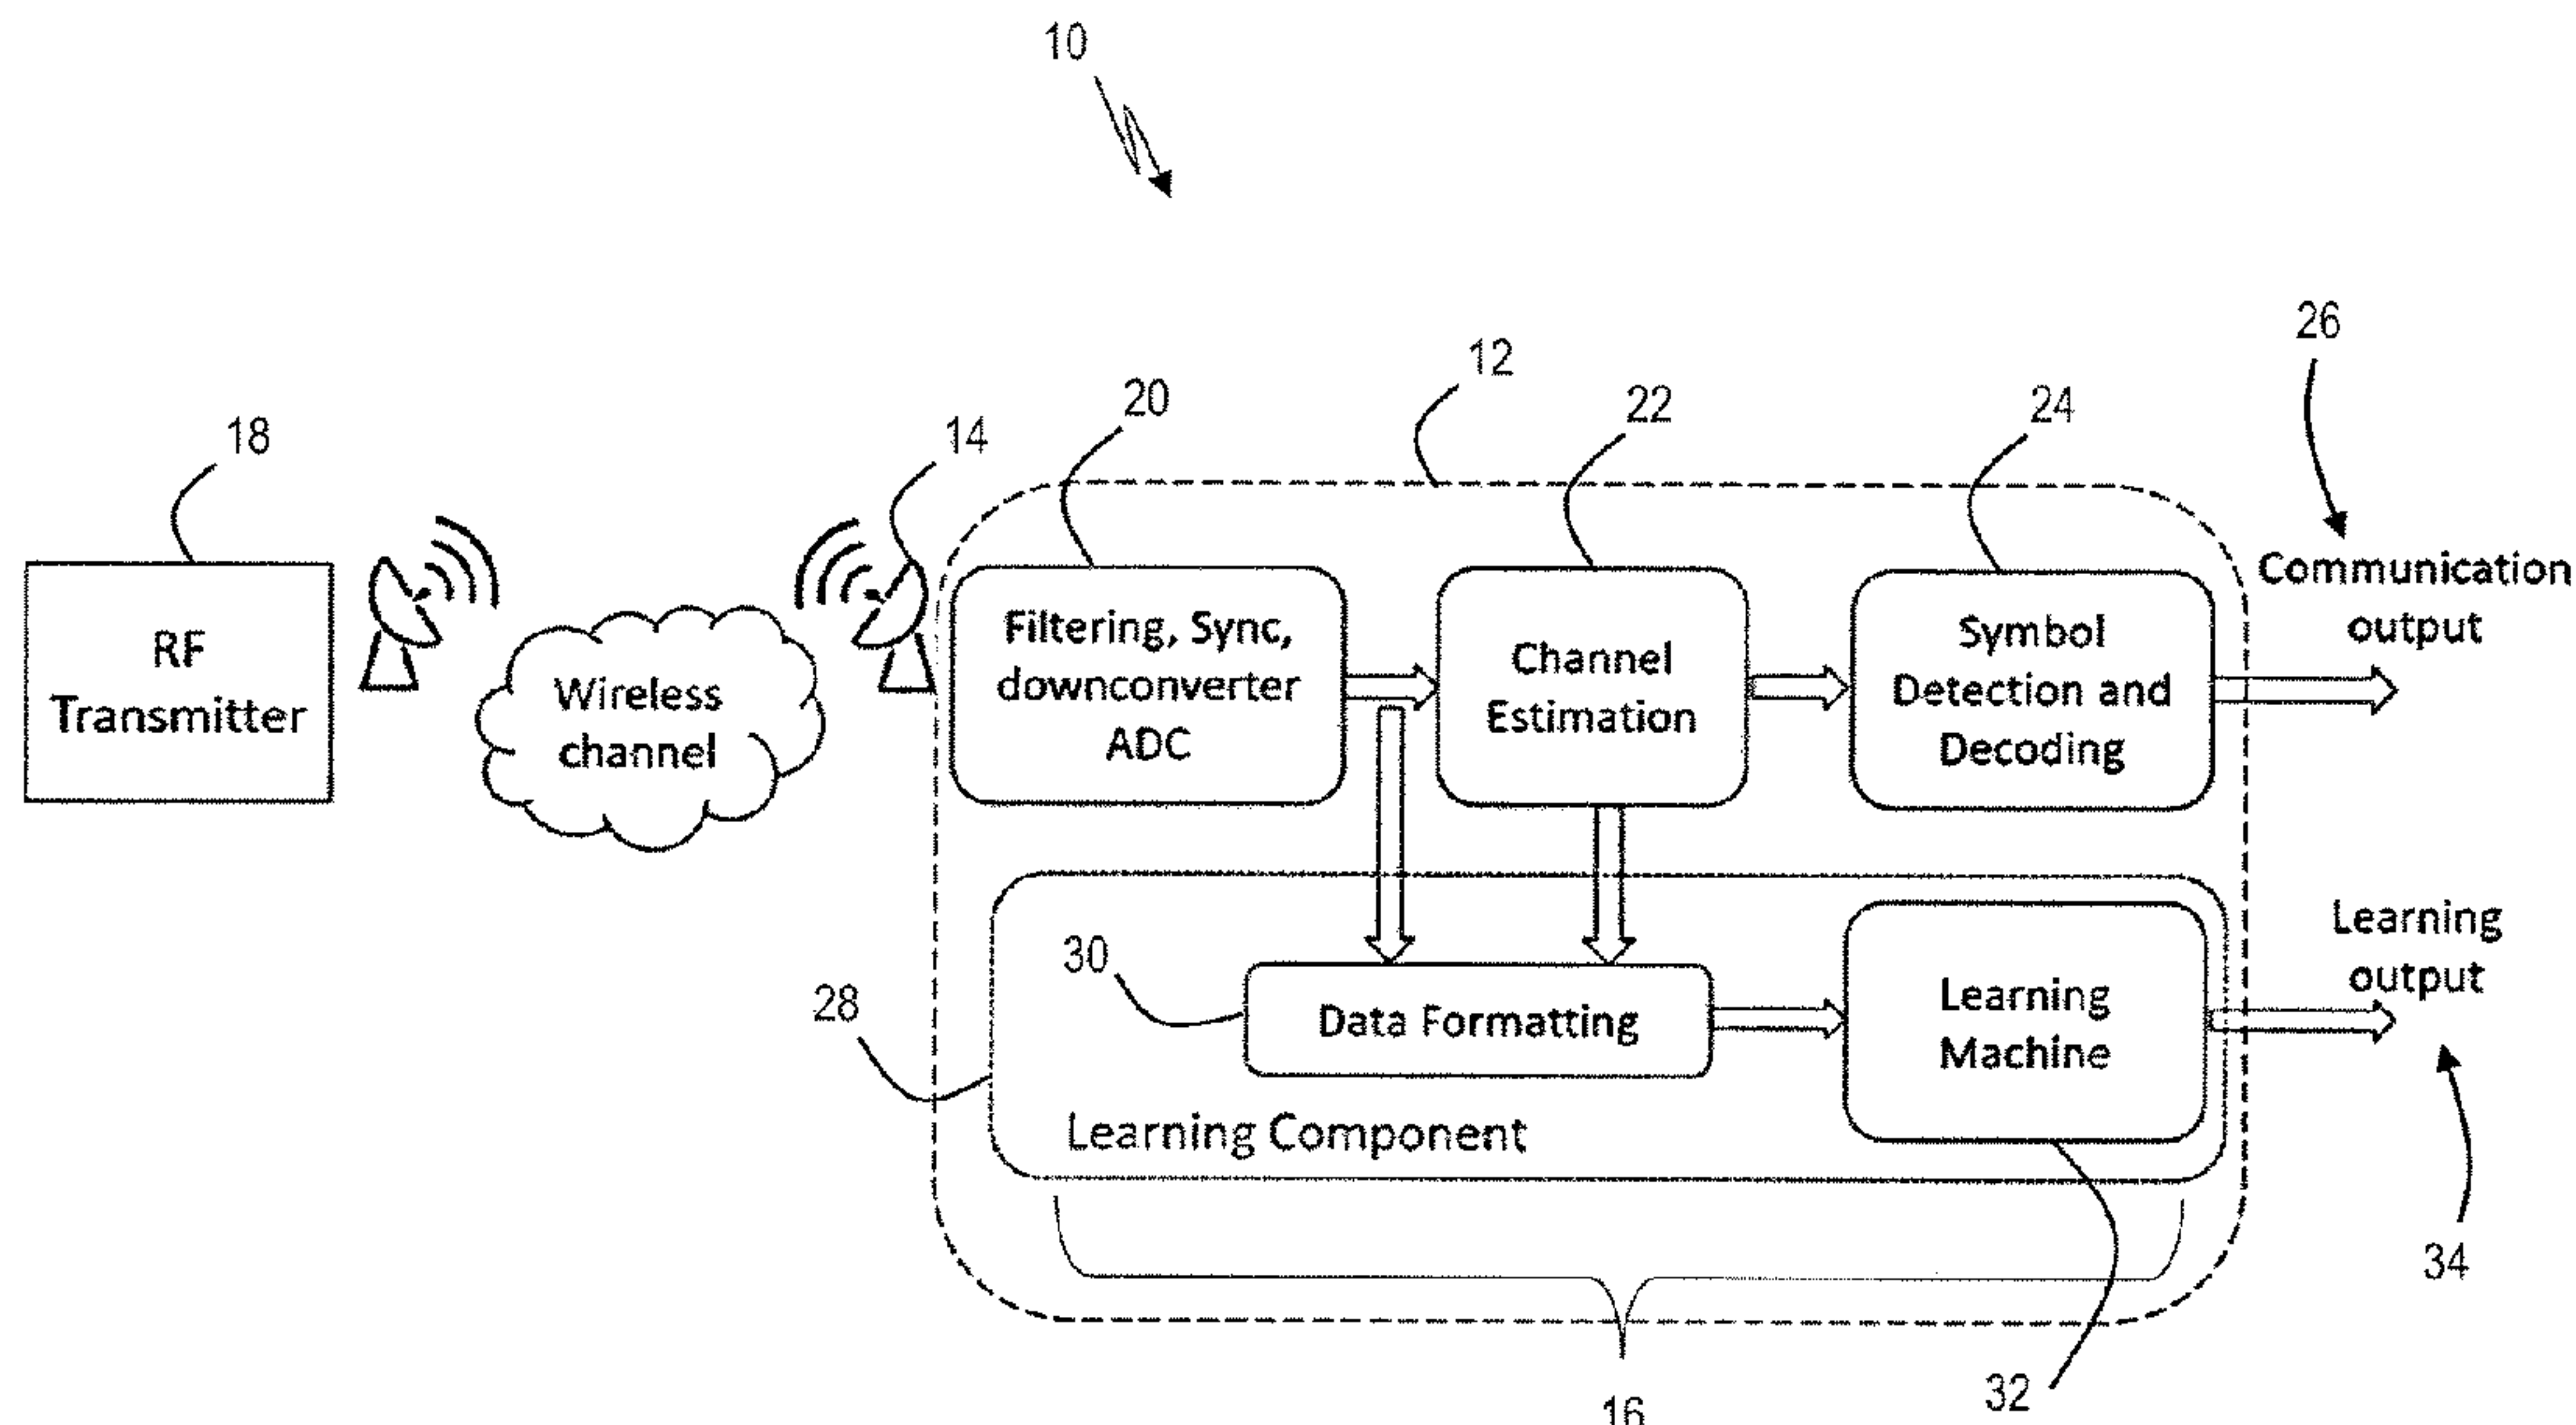 10
26
12
20
22
24
18
14
Communication
output
RF
Transmitter
Wireless
channel
Filtering, Sync,
downconverter
ADC
Channel
Estimation
Symbol
Detection and
Decoding
Learning
output
30
28
Data Formatting
Learning
Machine
Learning Component
34
32
16